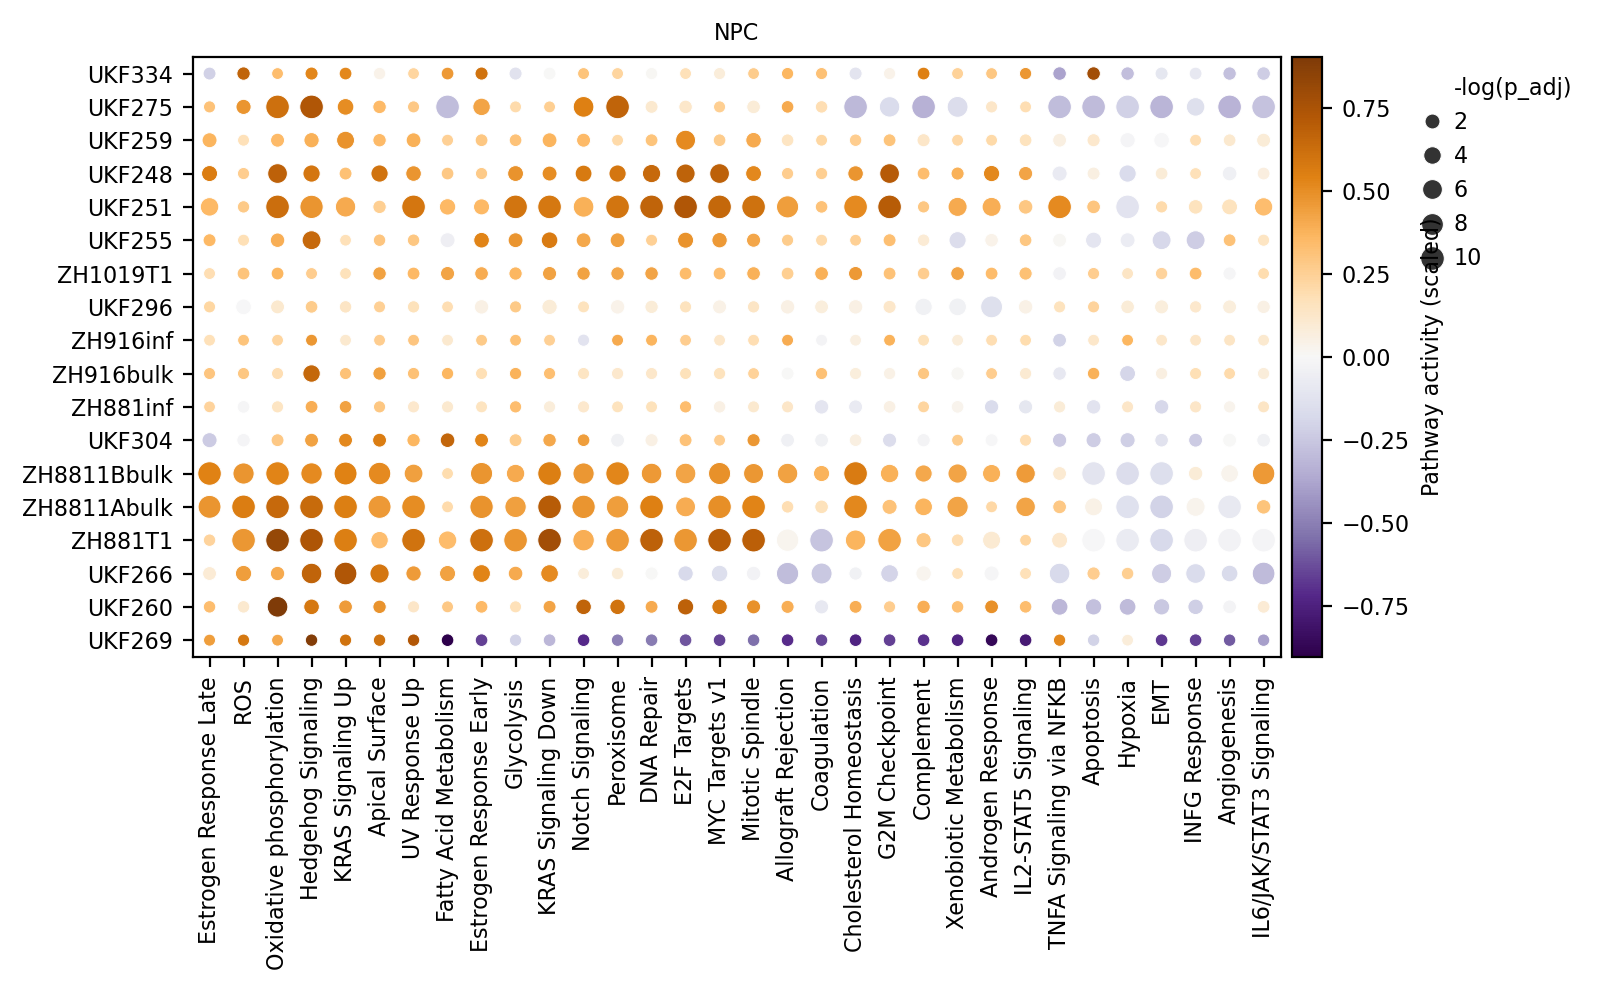 NPC
UKF334
UKF275
UKF259
UKF248
UKF251
UKF255
ZH1019T1
UKF296
ZH916inf
ZH916bulk
ZH881inf
UKF304
ZH8811Bbulk
ZH8811Abulk
ZH881T1
UKF266
UKF260
UKF269
Estrogen Response Late
ROS
Oxidative phosphorylation
Hedgehog Signaling
KRAS Signaling Up
Apical Surface
UV Response Up
Fatty Acid Metabolism
Estrogen Response Early
Glycolysis
KRAS Signaling Down
Notch Signaling
Peroxisome
DNA Repair
E2F Targets
MYC Targets v1
Mitotic Spindle
Allograft Rejection
Coagulation
Cholesterol Homeostasis
G2M Checkpoint
Complement
Xenobiotic Metabolism
Androgen Response
IL2-STAT5 Signaling
TNFA Signaling via NFKB
Apoptosis
Hypoxia
EMT
INFG Response
Angiogenesis
IL6/JAK/STAT3 Signaling
0.75
0.50
0.25
0.00
−0.25
−0.50
−0.75
Pathway activity (scaled)
-log(p_adj)
2
4
6
8
10